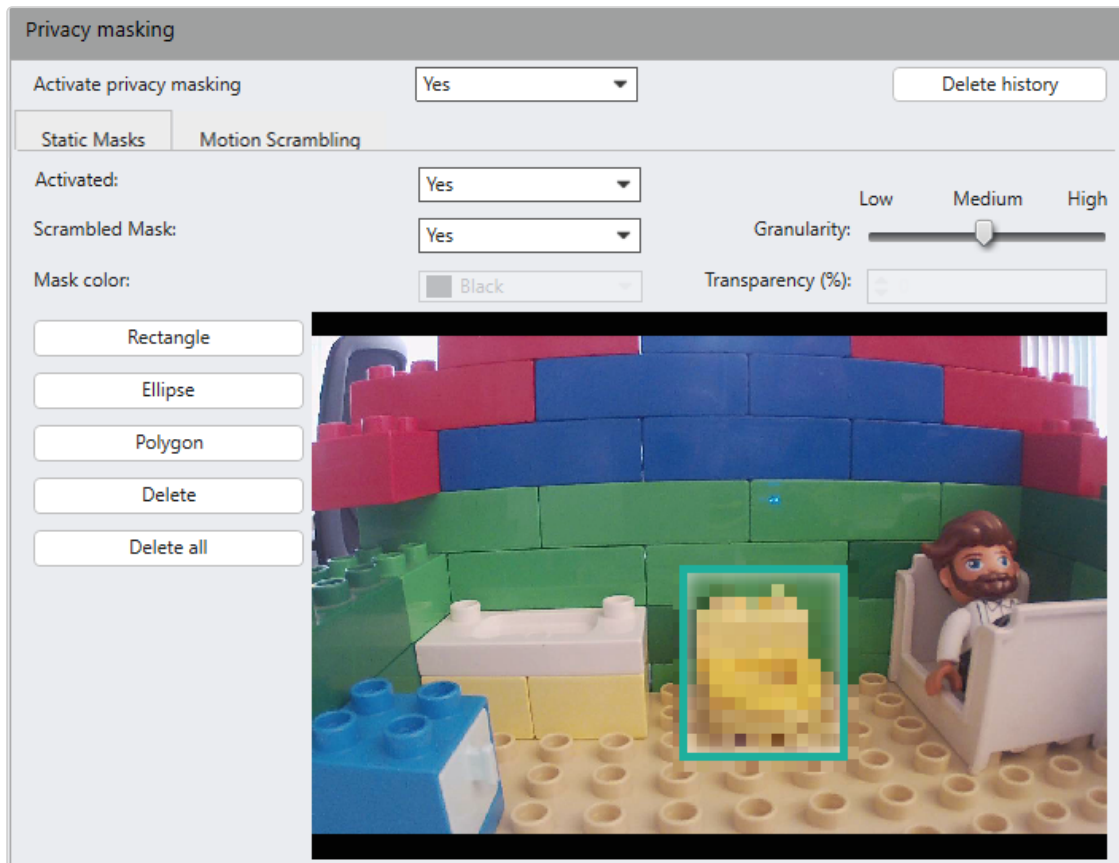 Privacy masking
Activate privacy masking Yes Delete history
Static Masks Motion Scrambling
Activated: Yes
Low Medium High
Scrambled Mask: Yes Granularity:
Mask color: Black Transparency (%):
Rectangle
Ellipse
Polygon
Delete
Delete all